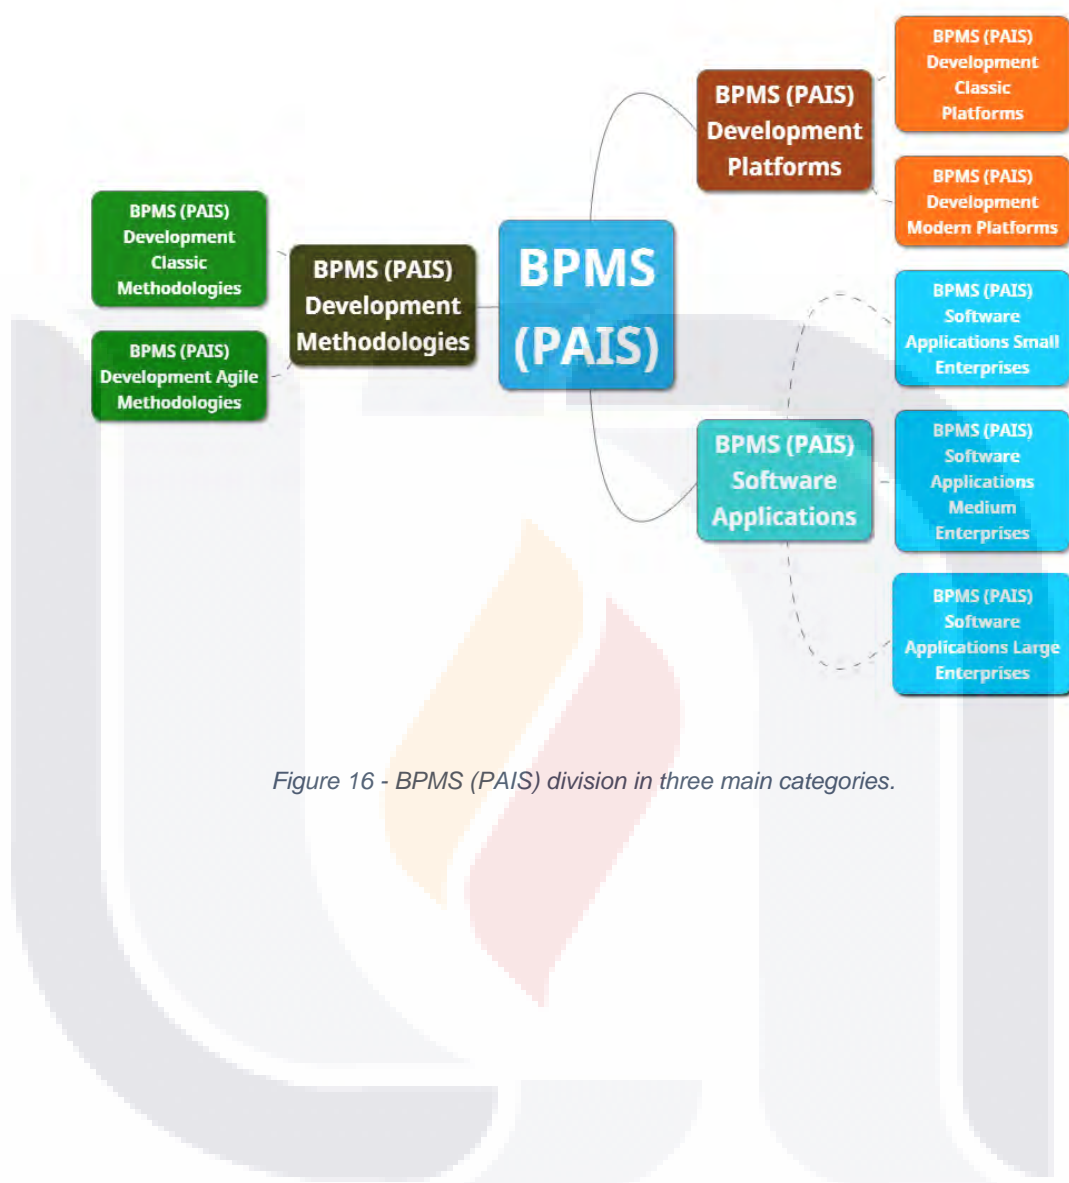 BPMS (PAIS)
Development
Classic
Platforms
BPMS (PAIS)
Development
Platforms
BPMS (PAIS)
Development
Modern Platforms
BPMS (PAIS)
Development
Classic
Methodologies
BPMS (PAIS)
Development
Methodologies
BPMS
(PAIS)
BPMS (PAIS)
Development Agile
Methodologies
BPMS (PAIS)
Software
Applications Small
Enterprises
BPMS (PAIS)
Software
Applications
BPMS (PAIS)
Software
Applications
Medium
Enterprises
BPMS (PAIS)
Software
Applications Large
Enterprises
Figure 16 - BPMS (PAIS) division in three main categories.